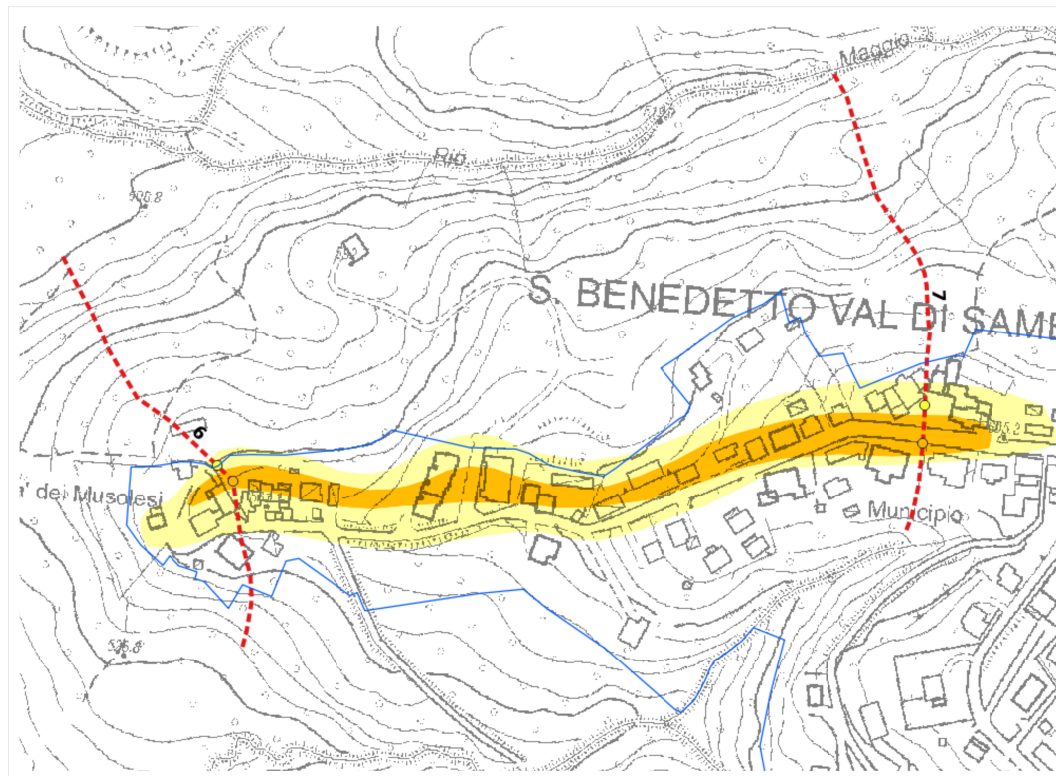 Maggio
Rio
S. BENEDETTO VAL DI SAMB
7
6
a' dei Musolesi
Municipio